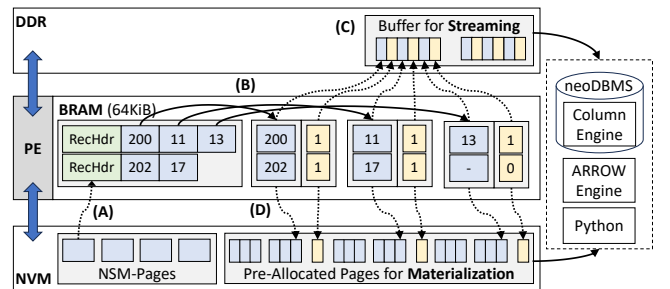 DDR
(C)
Buffer for Streaming
(B)
neoDBMS
Column
Engine
ARROW
Engine
Python
PE
BRAM (64KiB)
RecHdr 200 11 13
RecHdr 202 17
200 1
202 1
11 1
17 1
13 1
- 0
(A)
(D)
NVM
NSM-Pages
Pre-Allocated Pages for Materialization